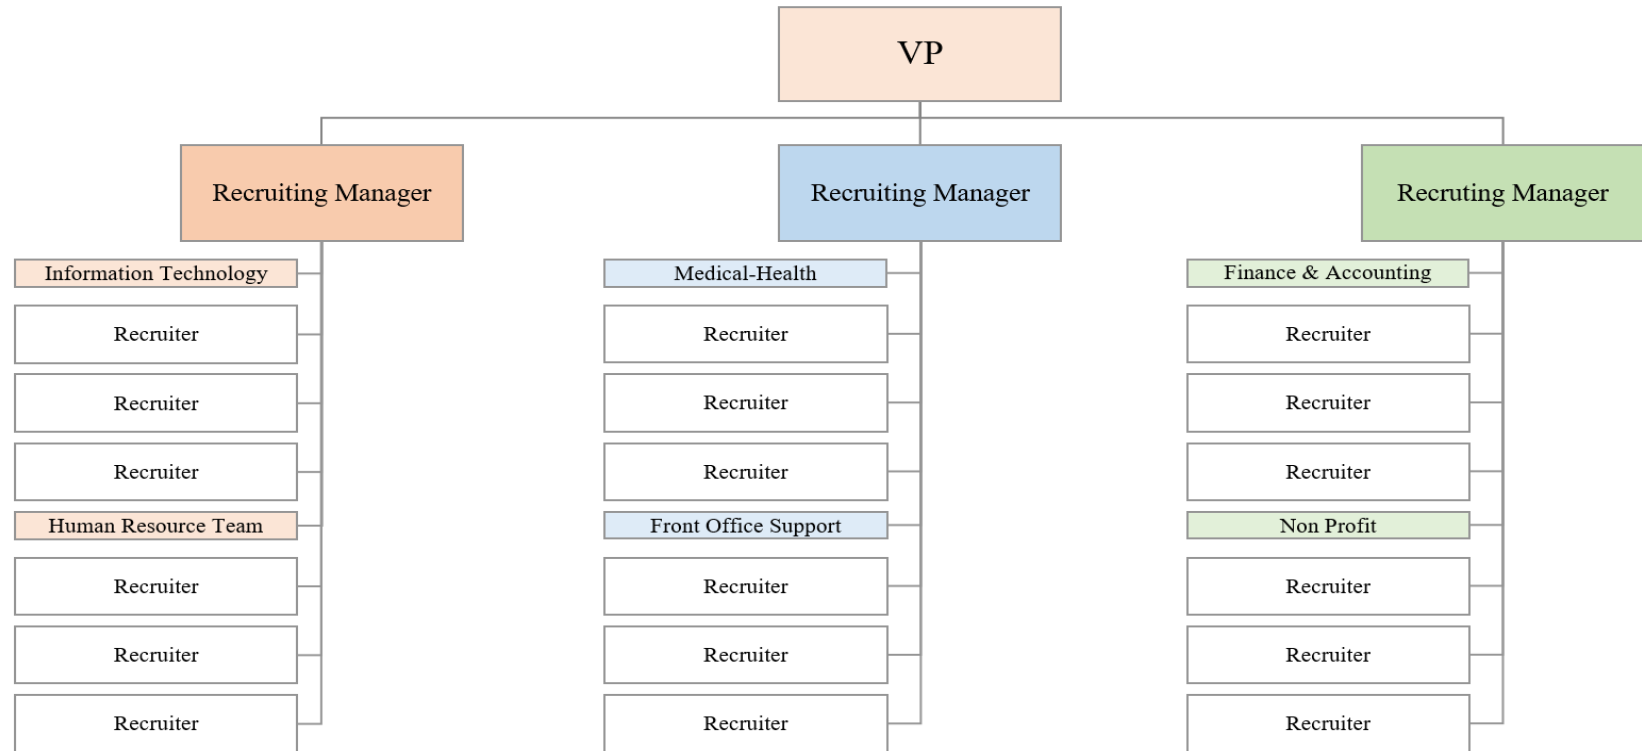 VP
Recruiting Manager
Recruiting Manager
Recruting Manager
Information Technology
Recruiter
Recruiter
Recruiter
Human Resource Team
Recruiter
Recruiter
Recruiter
Medical-Health
Recruiter
Recruiter
Recruiter
Front Office Support
Recruiter
Recruiter
Recruiter
Finance & Accounting
Recruiter
Recruiter
Recruiter
Non Profit
Recruiter
Recruiter
Recruiter